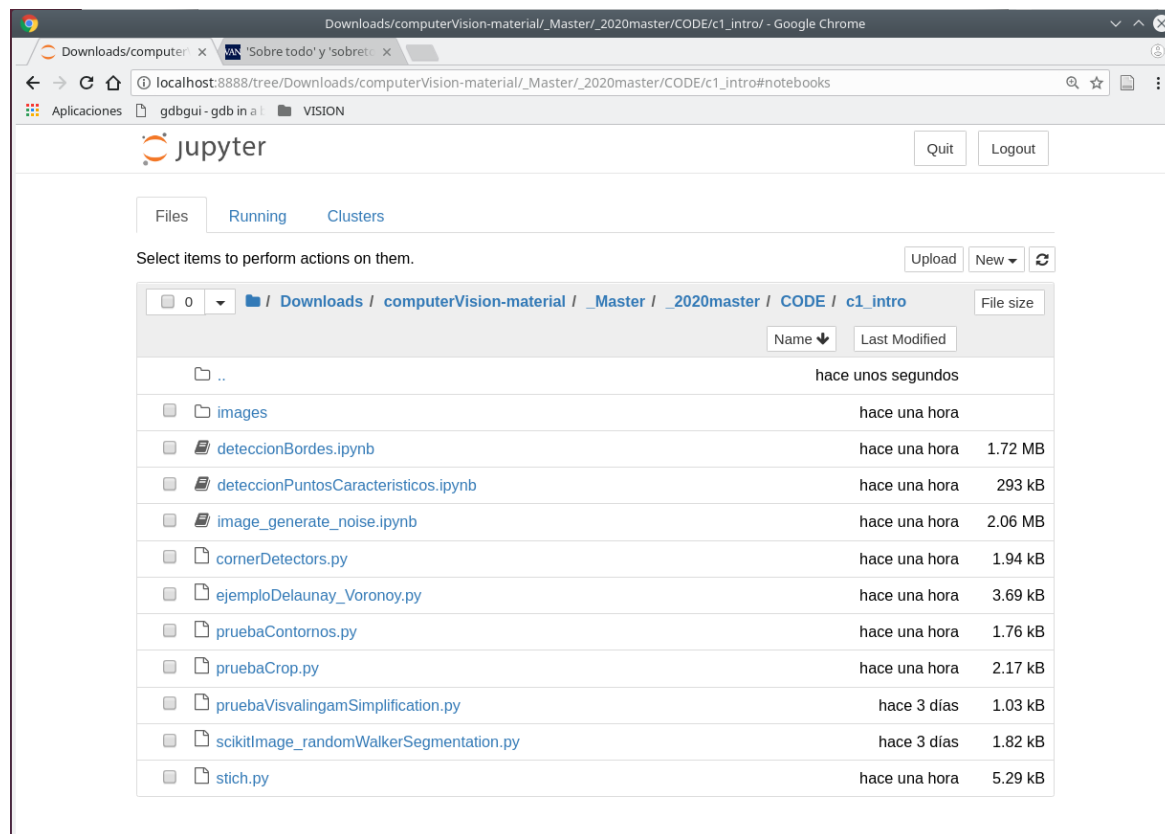 Downloads/computerVision-material/_Master/_2020master/CODE/c1_intro/ - Google Chrome
Downloads/computer 'Sobre todo' y 'sobreto
localhost:8888/tree/Downloads/computerVision-material/_Master/_2020master/CODE/c1_intro#notebooks
Aplicaciones gdbgui - gdb in a VISION
jupyter Quit Logout
Files Running Clusters
Select items to perform actions on them. Upload New
0 / Downloads / computerVision-material / _Master / _2020master / CODE / c1_intro File size
Name Last Modified
.. hace unos segundos
images hace una hora
deteccionBordes.ipynb hace una hora 1.72 MB
deteccionPuntosCaracteristicos.ipynb hace una hora 293 kB
image_generate_noise.ipynb hace una hora 2.06 MB
cornerDetectors.py hace una hora 1.94 kB
ejemploDelaunay_Voronoy.py hace una hora 3.69 kB
pruebaContornos.py hace una hora 1.76 kB
pruebaCrop.py hace una hora 2.17 kB
pruebaVisvalingamSimplification.py hace 3 días 1.03 kB
scikitImage_randomWalkerSegmentation.py hace 3 días 1.82 kB
stich.py hace una hora 5.29 kB